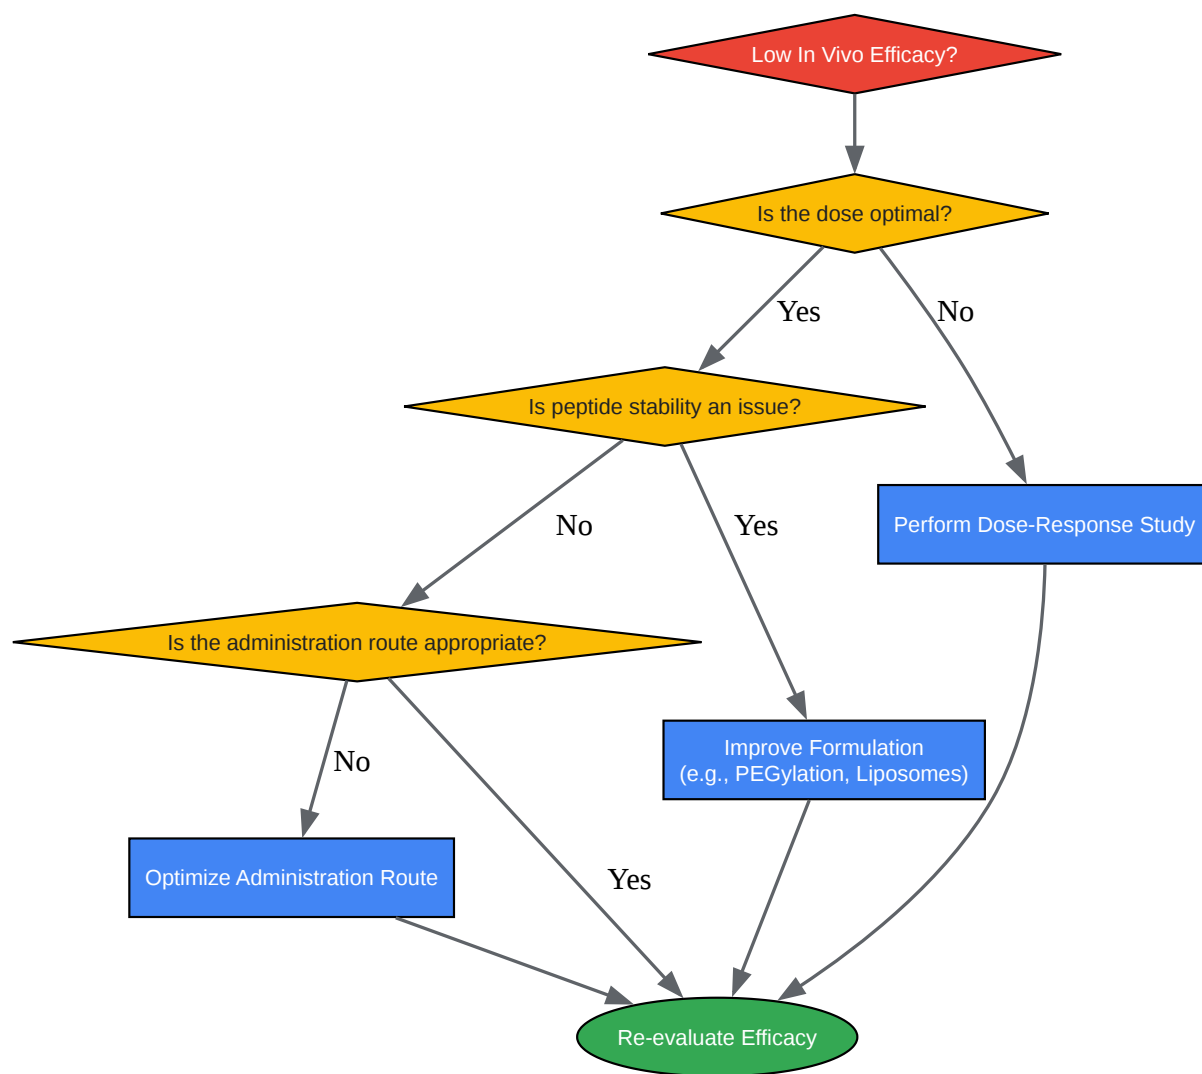 Low In Vivo Efficacy?
Is the dose optimal?
Yes
No
Is peptide stability an issue?
No
Yes
Perform Dose-Response Study
Is the administration route appropriate?
No
Improve Formulation
(e.g., PEGylation, Liposomes)
Optimize Administration Route
Yes
Re-evaluate Efficacy